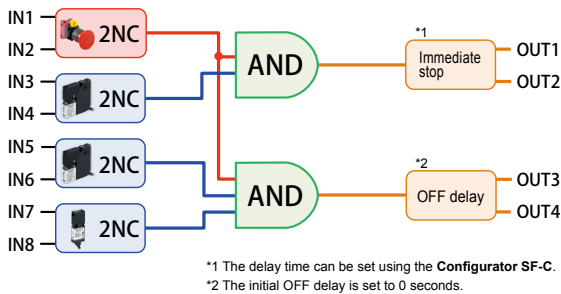 IN1
IN2
2NC
IN3
IN4
2NC
IN5
IN6
2NC
IN7
IN8
2NC
AND
AND
*1
Immediate
stop
OUT1
OUT2
*2
OFF delay
OUT3
OUT4
*1 The delay time can be set using the Configurator SF-C.
*2 The initial OFF delay is set to 0 seconds.